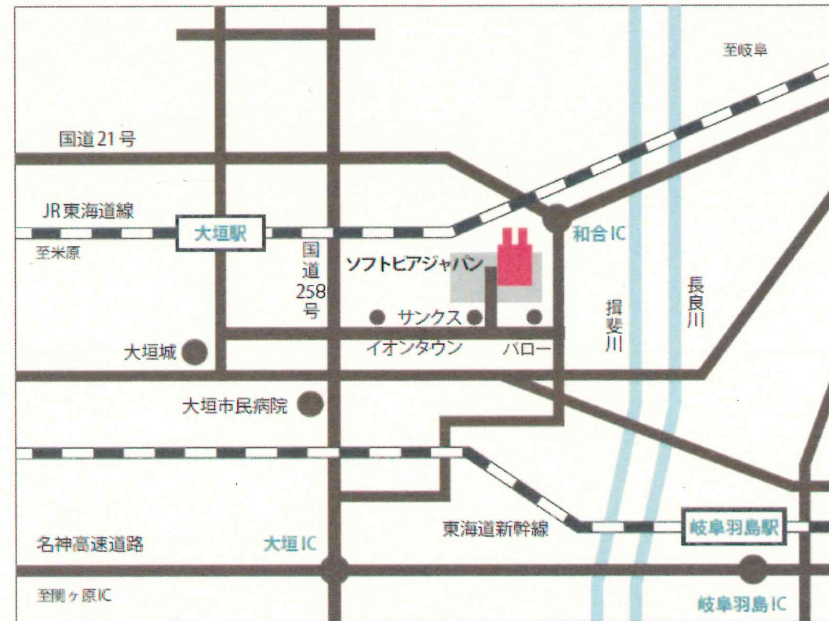 至岐阜
国道21号
JR東海道線
大垣駅
和合IC
至米原
国道258号
ソフトピアジャパン
長良川
揖斐川
サンクス
イオンタウン
バロー
大垣城
大垣市民病院
東海道新幹線
岐阜羽島駅
名神高速道路
大垣IC
至関ヶ原IC
岐阜羽島IC